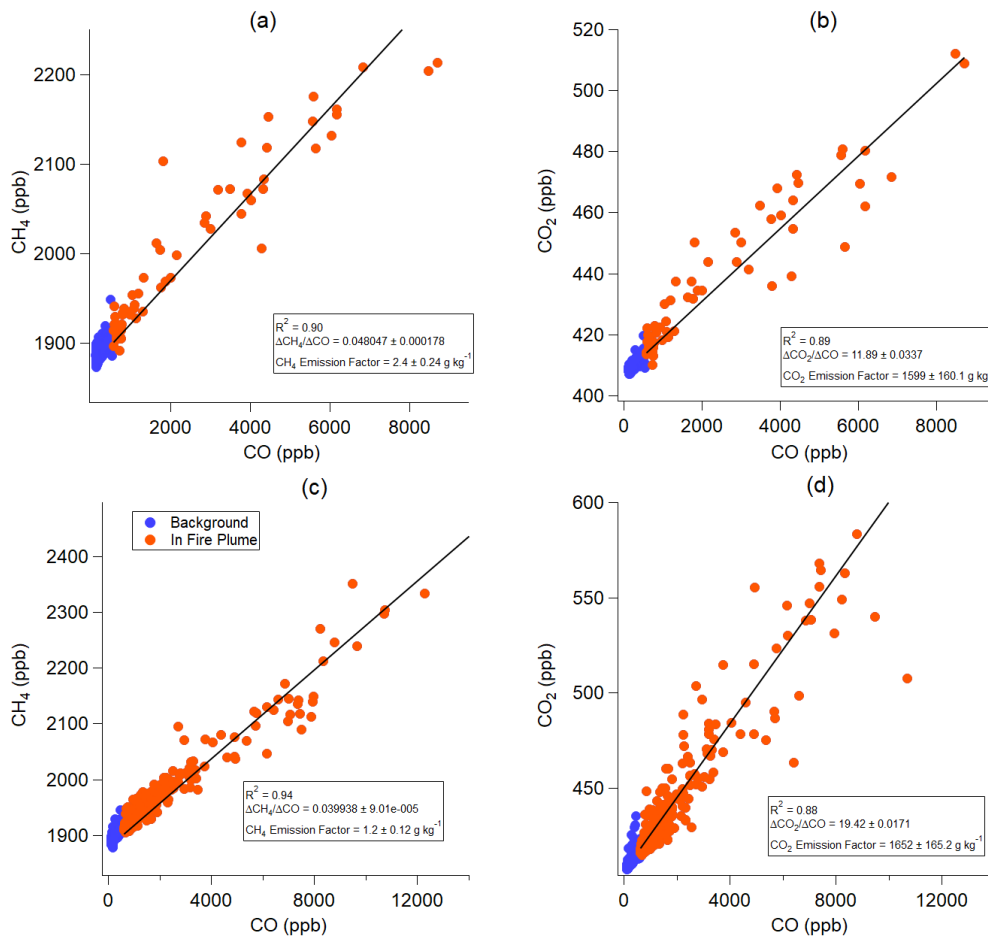 (a)
2200
2100
2000
1900
CH4 (ppb)
2000
4000
6000
8000
CO (ppb)
R2 = 0.90
ΔCH4/ΔCO = 0.048047 ± 0.000178
CH4 Emission Factor = 2.4 ± 0.24 g kg-1
(b)
520
500
480
460
440
420
400
CO2 (ppb)
0
2000
4000
6000
8000
CO (ppb)
R2 = 0.89
ΔCO2/ΔCO = 11.89 ± 0.0337
CO2 Emission Factor = 1599 ± 160.1 g kg
(c)
Background
In Fire Plume
2400
2300
2200
2100
2000
1900
CH4 (ppb)
0
4000
8000
12000
CO (ppb)
R2 = 0.94
ΔCH4/ΔCO = 0.039938 ± 9.01e-005
CH4 Emission Factor = 1.2 ± 0.12 g kg-1
(d)
600
550
500
450
CO2 (ppb)
0
4000
8000
12000
CO (ppb)
R2 = 0.88
ΔCO2/ΔCO = 19.42 ± 0.0171
CO2 Emission Factor = 1652 ± 165.2 g kg-1